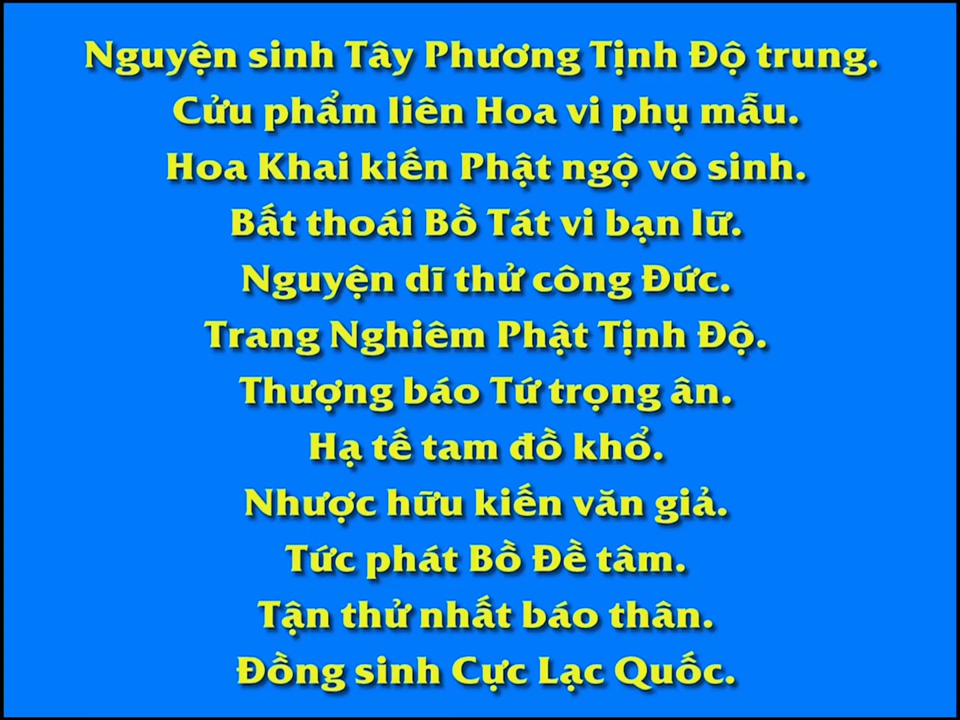 Nguyện sinh Tây Phương Tịnh Độ trung.
Cửu phẩm liên Hoa vi phụ mẫu.
Hoa Khai kiến Phật ngộ vô sinh.
Bất thoái Bồ Tát vi bạn lữ.
Nguyện dĩ thử công Đức.
Trang Nghiêm Phật Tịnh Độ.
Thượng báo Tứ trọng ân.
Hạ tế tam đồ khổ.
Nhược hữu kiến văn giả.
Tức phát Bồ Đề tâm.
Tận thử nhất báo thân.
Đồng sinh Cực Lạc Quốc.